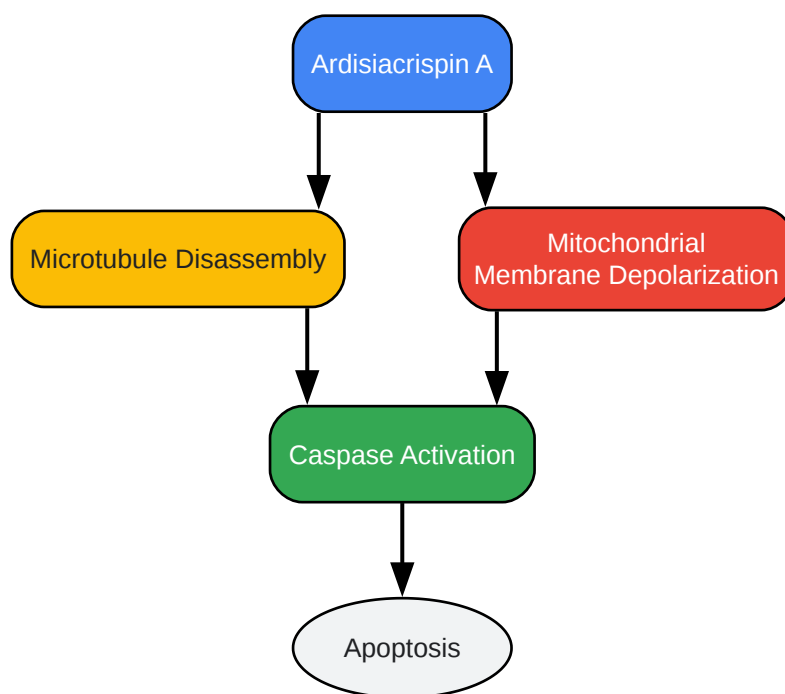 Ardisiacrispin A
Microtubule Disassembly
Mitochondrial
Membrane Depolarization
Caspase Activation
Apoptosis